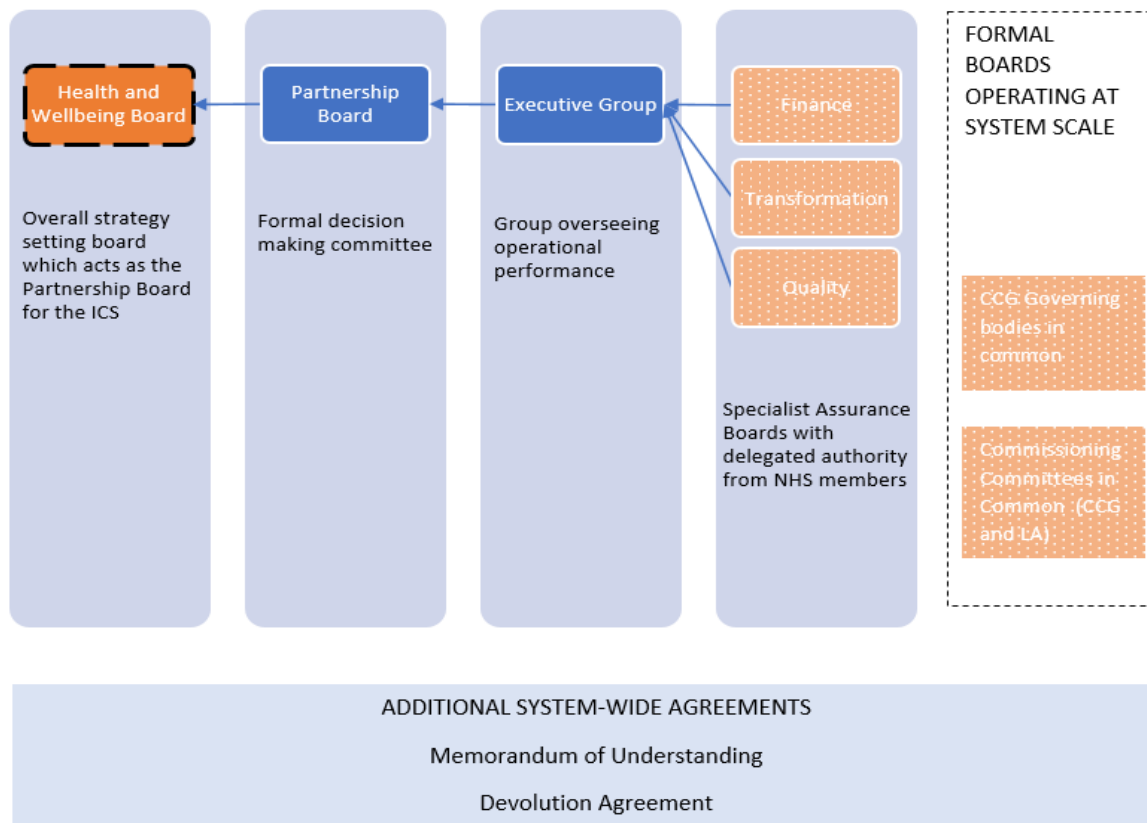 Health and
Wellbeing Board
Overall strategy
setting board
which acts as the
Partnership Board
for the ICS
Partnership
Board
Formal decision
making committee
Executive Group
Group overseeing
operational
performance
Finance
Transformation
Quality
Specialist Assurance
Boards with
delegated authority
from NHS members
FORMAL
BOARDS
OPERATING AT
SYSTEM SCALE
CCG Governing
bodies in
common
Commissioning
Committees in
Common (CCG
and LA)
ADDITIONAL SYSTEM-WIDE AGREEMENTS
Memorandum of Understanding
Devolution Agreement